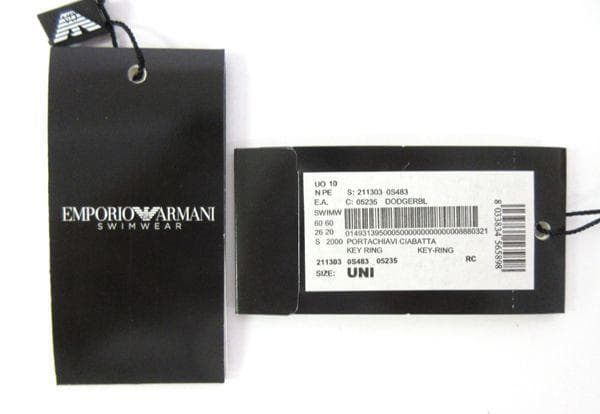 EMPORIO ARMANI
SWIMWEAR
UO 10
N PE S: 211303 0S483
E.A. C: 05235 DODGERBL
SWIMW
60 60
26 20 0149313950005000000000000008880321
S 2000 PORTACHIAVI CIABATTA
KEY RING KEY-RING
211303 0S483 05235 RC
SIZE: UNI
8 033834 565898